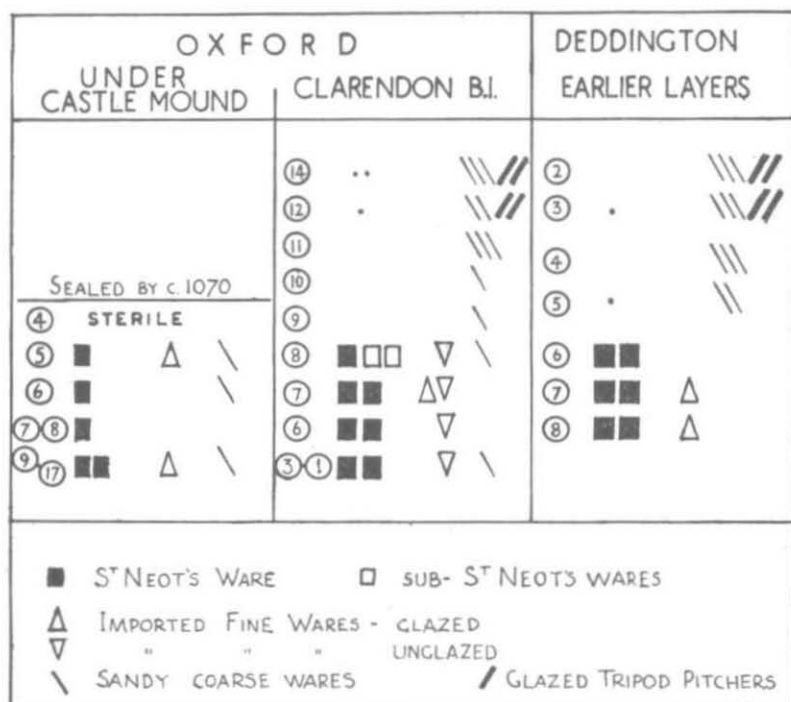 OXFORD
DEDDINGTON
UNDER
CASTLE MOUND
CLARENDON B.I.
EARLIER LAYERS
14
12
11
10
9
8
7
6
3-1
2
3
4
5
6
7
8
SEALED BY c. 1070
4 STERILE
5
6
7 8
9-17
ST NEOT'S WARE
SUB- ST NEOT'S WARES
IMPORTED FINE WARES - GLAZED
" " " UNGLAZED
SANDY COARSE WARES
GLAZED TRIPOD PITCHERS